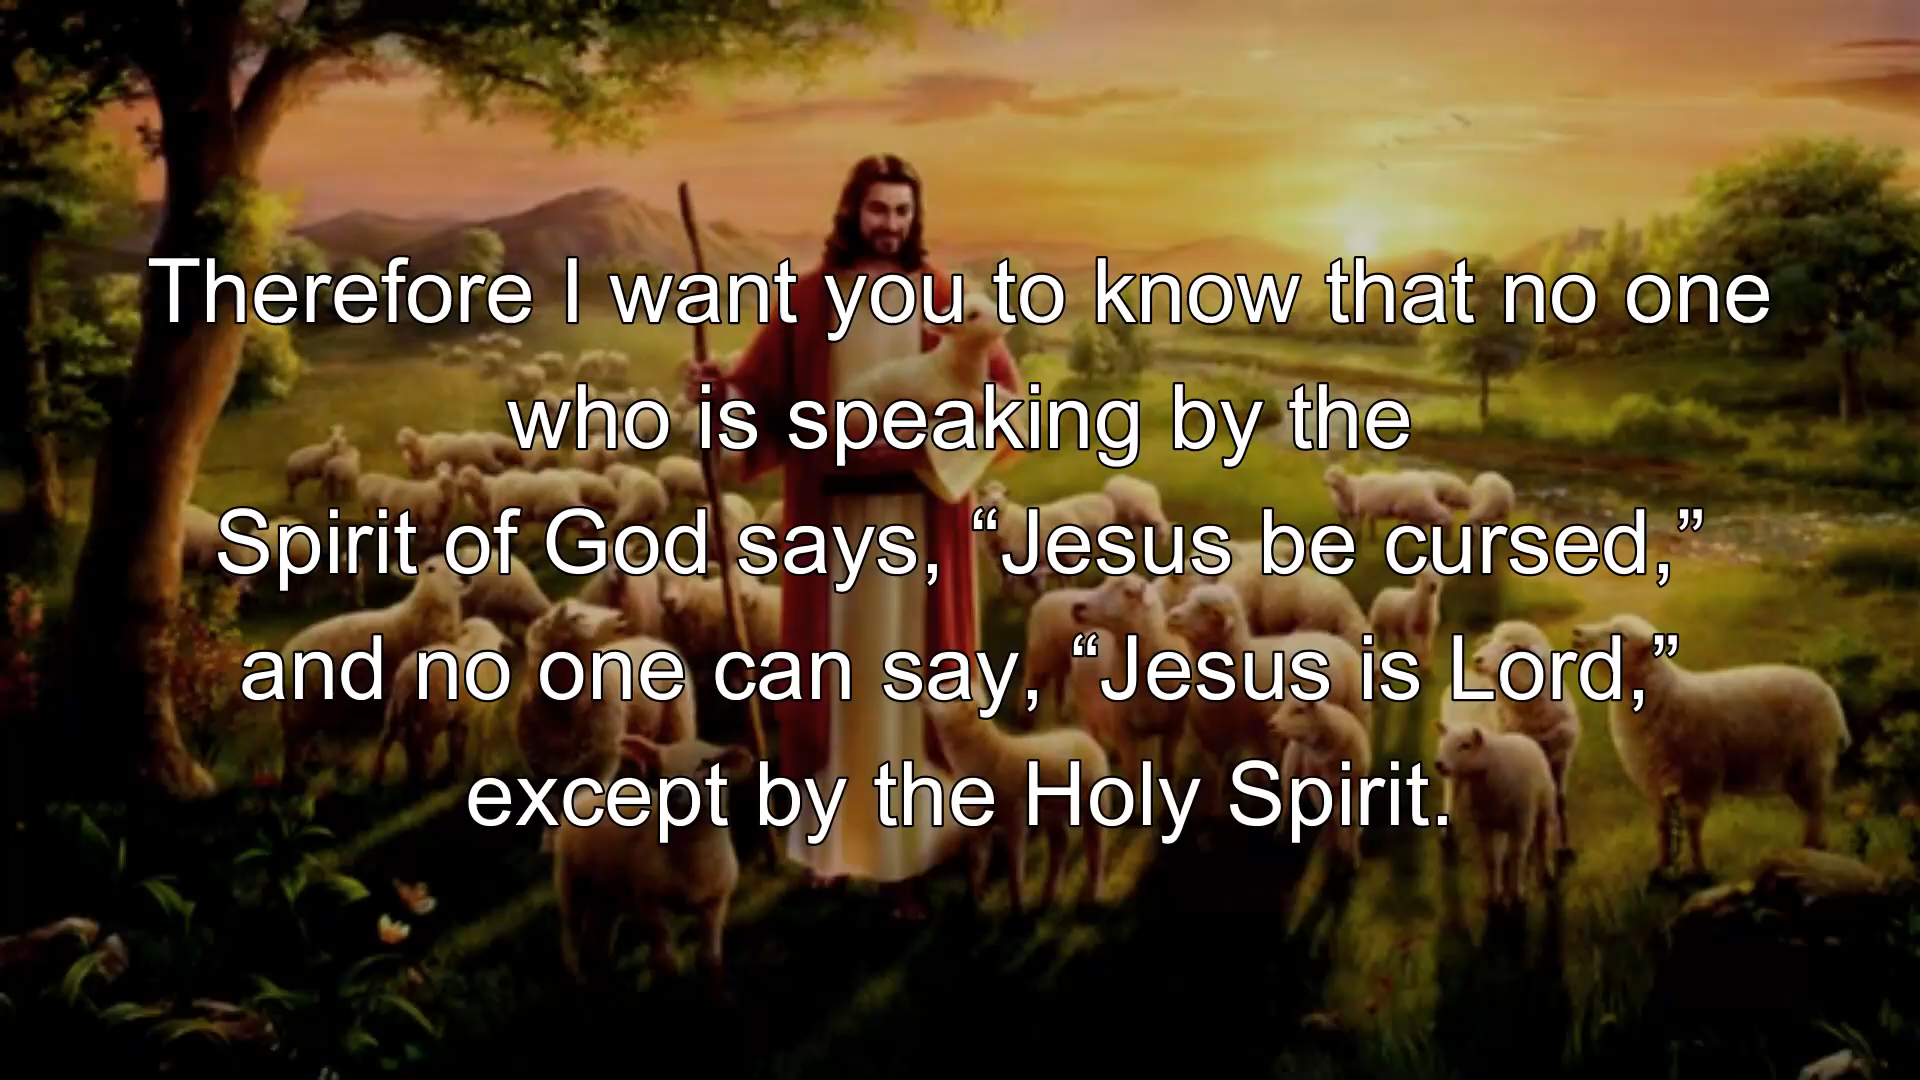 Therefore I want you to know that no one
who is speaking by the
Spirit of God says, “Jesus be cursed,”
and no one can say, “Jesus is Lord,”
except by the Holy Spirit.